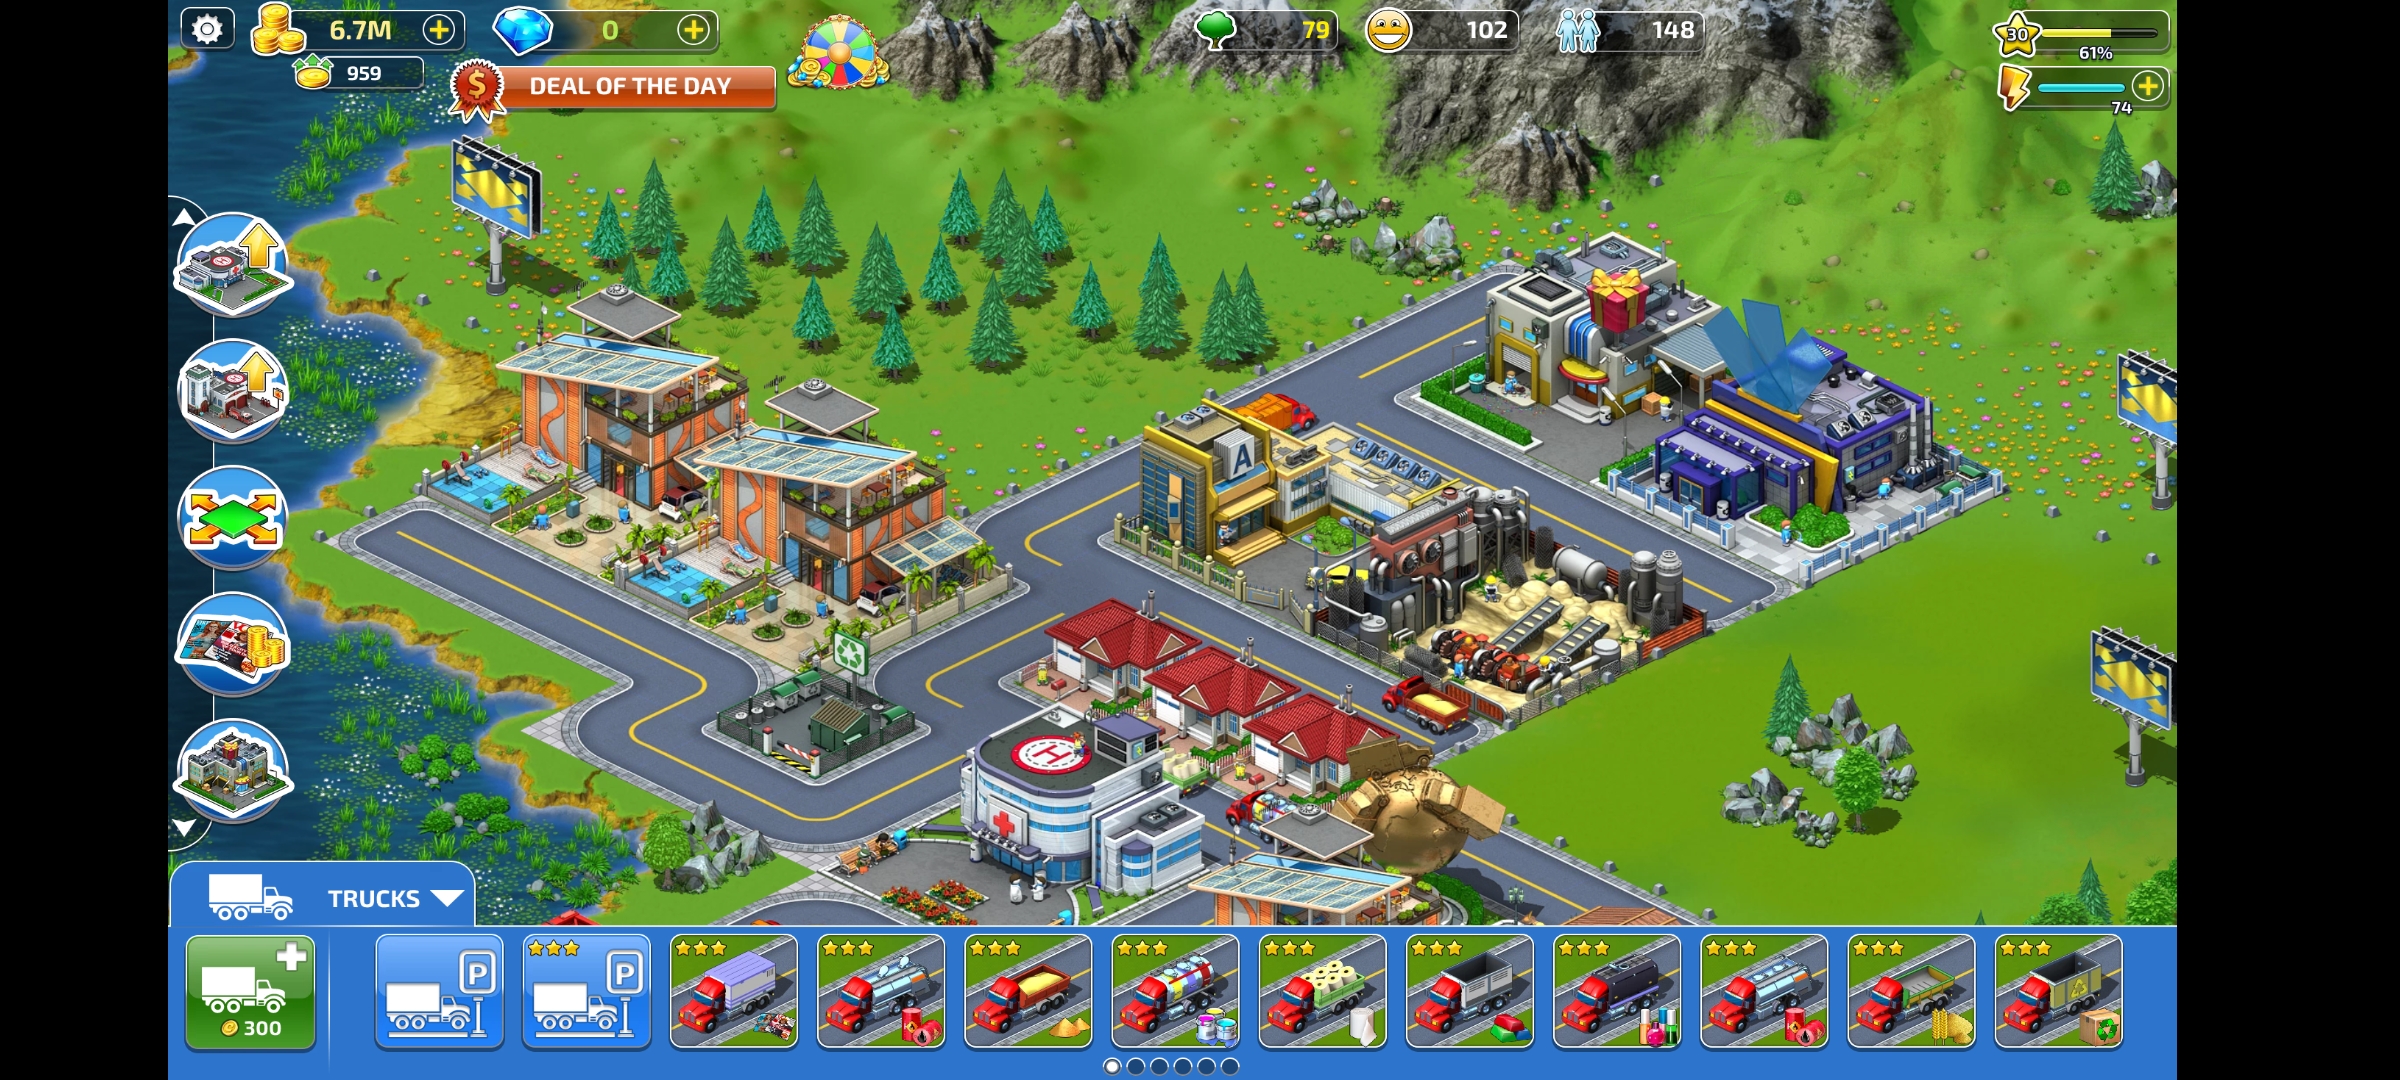 6.7M
0
79
102
148
30
61%
959
DEAL OF THE DAY
74
A
H
TRUCKS
300
P
P